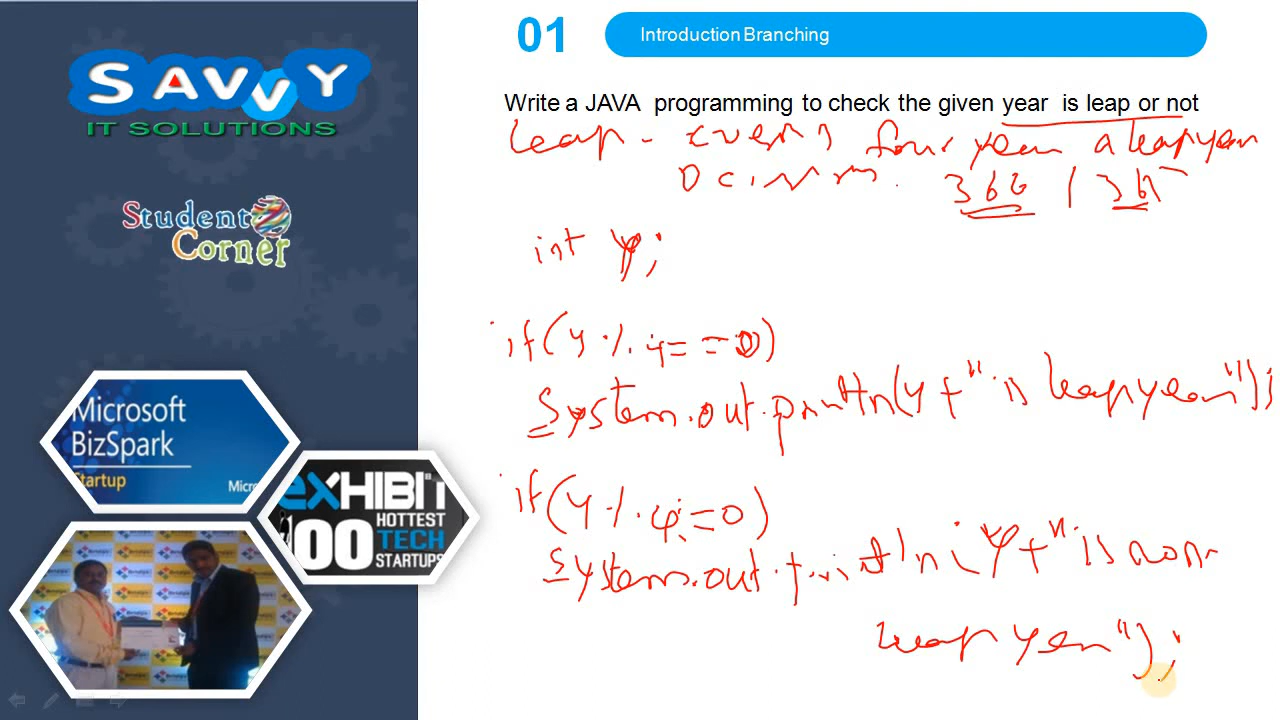 SAVVY
IT SOLUTIONS
Student
Corner
Microsoft
BizSpark
Startup
Micro
exHIBIT
100 HOTTEST
TECH
STARTUPS
01 Introduction Branching
Write a JAVA programming to check the given year is leap or not
leap - every four year a leap year
occurs. 366 / 365
int y;
if(y % 4 == 0)
System.out.println(y + " is leap year");
if(y % 4 != 0)
System.out.println(y + " is non-
leap year");